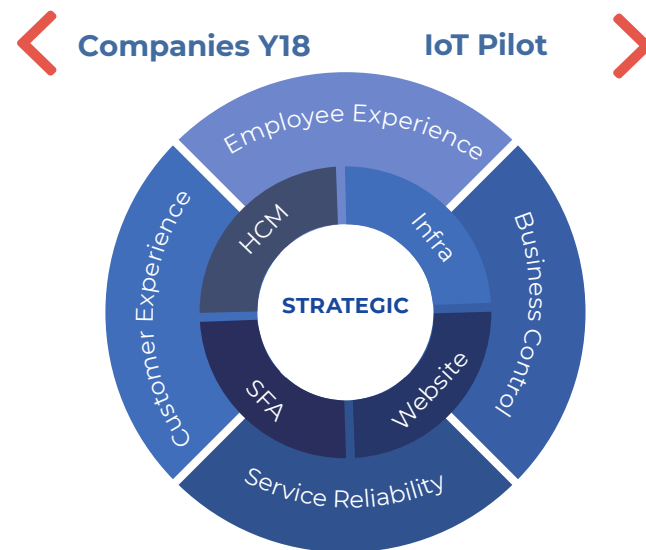 Companies Y18
IoT Pilot
Employee Experience
HCM
Infra
Customer Experience
STRATEGIC
Business Control
SFA
Website
Service Reliability